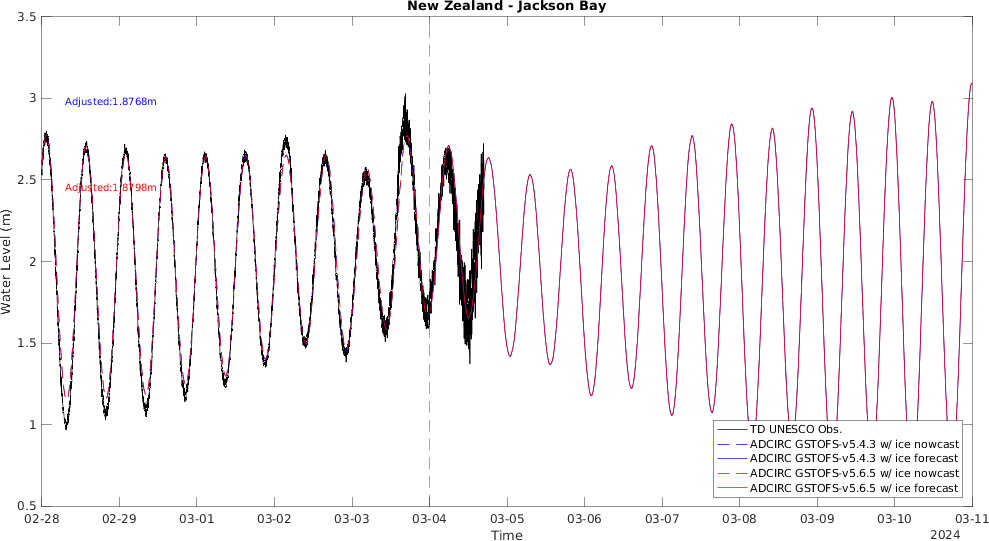 New Zealand - Jackson Bay
3.5
3
2.5
2
1.5
1
0.5
Water Level (m)
Adjusted:1.8768m
Adjusted:1.8798m
TD UNESCO Obs.
ADCIRC GSTOFS-v5.4.3 w/ ice nowcast
ADCIRC GSTOFS-v5.4.3 w/ ice forecast
ADCIRC GSTOFS-v5.6.5 w/ ice nowcast
ADCIRC GSTOFS-v5.6.5 w/ ice forecast
02-28 02-29 03-01 03-02 03-03 03-04 03-05 03-06 03-07 03-08 03-09 03-10 03-11
Time
2024